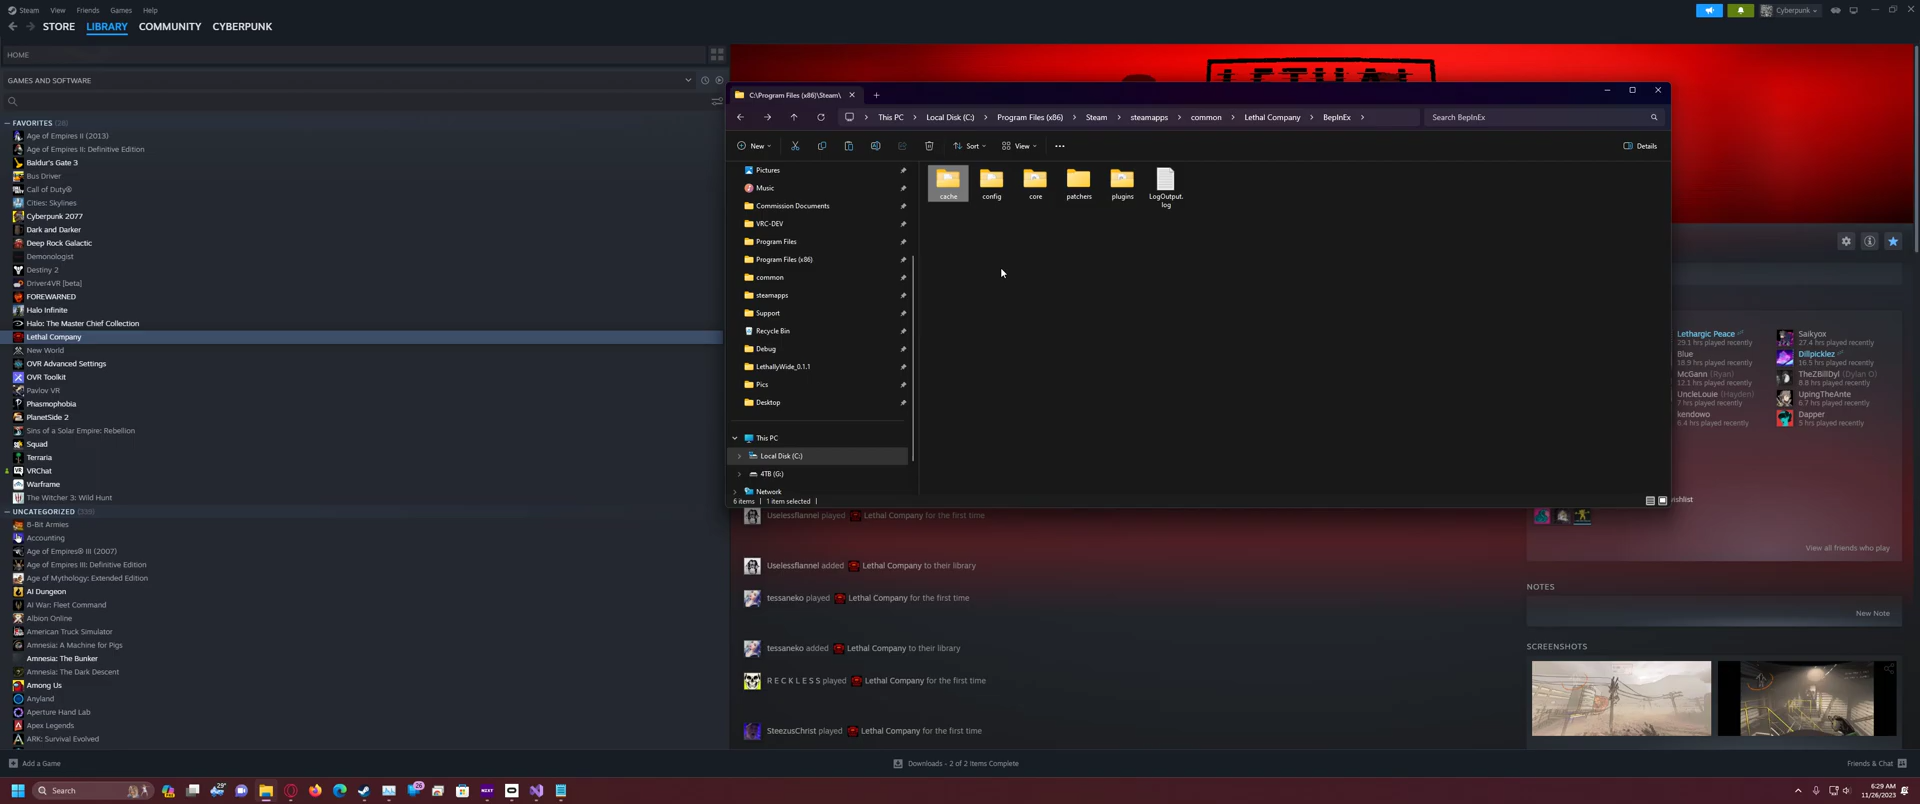 Steam View Friends Games Help
Cyberpunk
STORE LIBRARY COMMUNITY CYBERPUNK
HOME
GAMES AND SOFTWARE
FAVORITES (26)
Age of Empires II (2013)
Age of Empires II: Definitive Edition
Baldur's Gate 3
Bus Driver
Call of Duty®
Cities: Skylines
Cyberpunk 2077
Dark and Darker
Deep Rock Galactic
Demonologist
Destiny 2
Driver4VR [beta]
FOREWARNED
Halo Infinite
Halo: The Master Chief Collection
Lethal Company
New World
OVR Advanced Settings
OVR Toolkit
Pavlov VR
Phasmophobia
PlanetSide 2
Sins of a Solar Empire: Rebellion
Squad
Terraria
VRChat
Warframe
The Witcher 3: Wild Hunt
UNCATEGORIZED (339)
8-Bit Armies
Accounting
Age of Empires® III (2007)
Age of Empires III: Definitive Edition
Age of Mythology: Extended Edition
AI Dungeon
AI War: Fleet Command
Albion Online
American Truck Simulator
Amnesia: A Machine for Pigs
Amnesia: The Bunker
Amnesia: The Dark Descent
Among Us
Anyland
Aperture Hand Lab
Apex Legends
ARK: Survival Evolved
LETHAL
C:\Program Files (x86)\Steam\
This PC > Local Disk (C:) > Program Files (x86) > Steam > steamapps > common > Lethal Company > BepInEx >
Search BepInEx
New Sort View Details
Pictures
Music
Commission Documents
VRC-DEV
Program Files
Program Files (x86)
common
steamapps
Support
Recycle Bin
Debug
LethallyWide_0.1.1
Pics
Desktop
This PC
Local Disk (C:)
4TB (G:)
Network
cache
config
core
patchers
plugins
LogOutput.
log
6 items 1 item selected
Lethargic Peace
29.1 hrs played recently
Saikyox
27.4 hrs played recently
Blue
18.9 hrs played recently
Dillpicklez
16.5 hrs played recently
McGann (Ryan)
12.1 hrs played recently
TheZBillDyl (Dylan O)
8.8 hrs played recently
UncleLouie (Hayden)
7 hrs played recently
UpingTheAnte
6.7 hrs played recently
kendowo
6.4 hrs played recently
Dapper
5 hrs played recently
wishlist
View all friends who play
Uselessflannel played Lethal Company for the first time
Uselessflannel added Lethal Company to their library
tessaneko played Lethal Company for the first time
tessaneko added Lethal Company to their library
R E C K L E S S played Lethal Company for the first time
SteezusChrist played Lethal Company for the first time
NOTES
New Note
SCREENSHOTS
Add a Game
Downloads - 2 of 2 Items Complete
Friends & Chat
Search
29°
26
NEXT
6:29 AM
11/26/2023